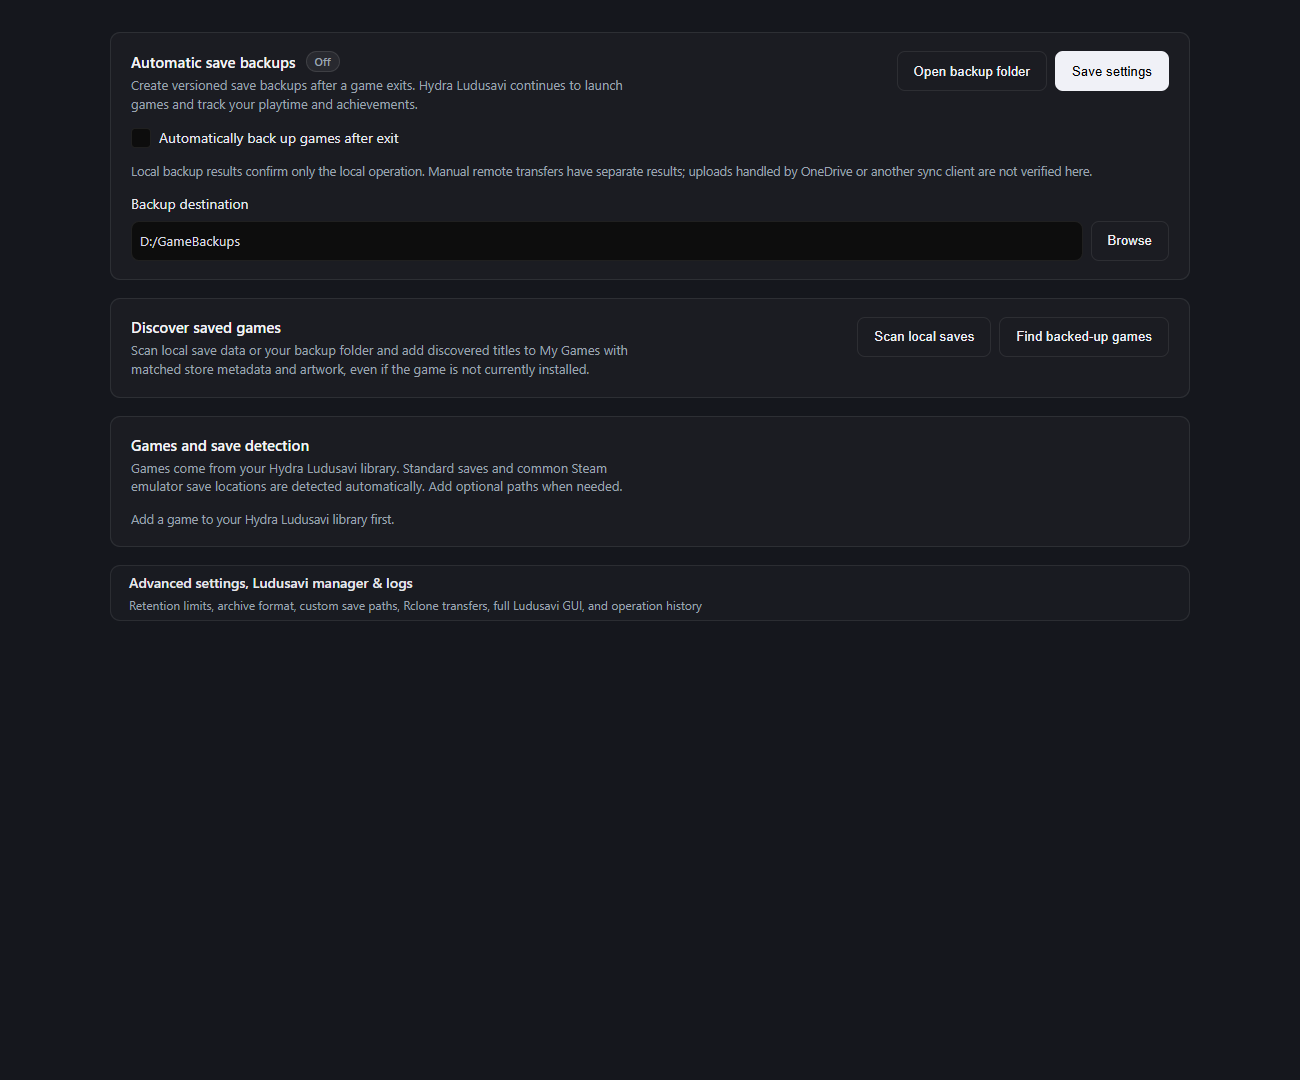 Automatic save backups
Off
Open backup folder
Save settings
Create versioned save backups after a game exits. Hydra Ludusavi continues to launch
games and track your playtime and achievements.
Automatically back up games after exit
Local backup results confirm only the local operation. Manual remote transfers have separate results; uploads handled by OneDrive or another sync client are not verified here.
Backup destination
D:/GameBackups
Browse
Discover saved games
Scan local saves
Find backed-up games
Scan local save data or your backup folder and add discovered titles to My Games with
matched store metadata and artwork, even if the game is not currently installed.
Games and save detection
Games come from your Hydra Ludusavi library. Standard saves and common Steam
emulator save locations are detected automatically. Add optional paths when needed.
Add a game to your Hydra Ludusavi library first.
Advanced settings, Ludusavi manager & logs
Retention limits, archive format, custom save paths, Rclone transfers, full Ludusavi GUI, and operation history